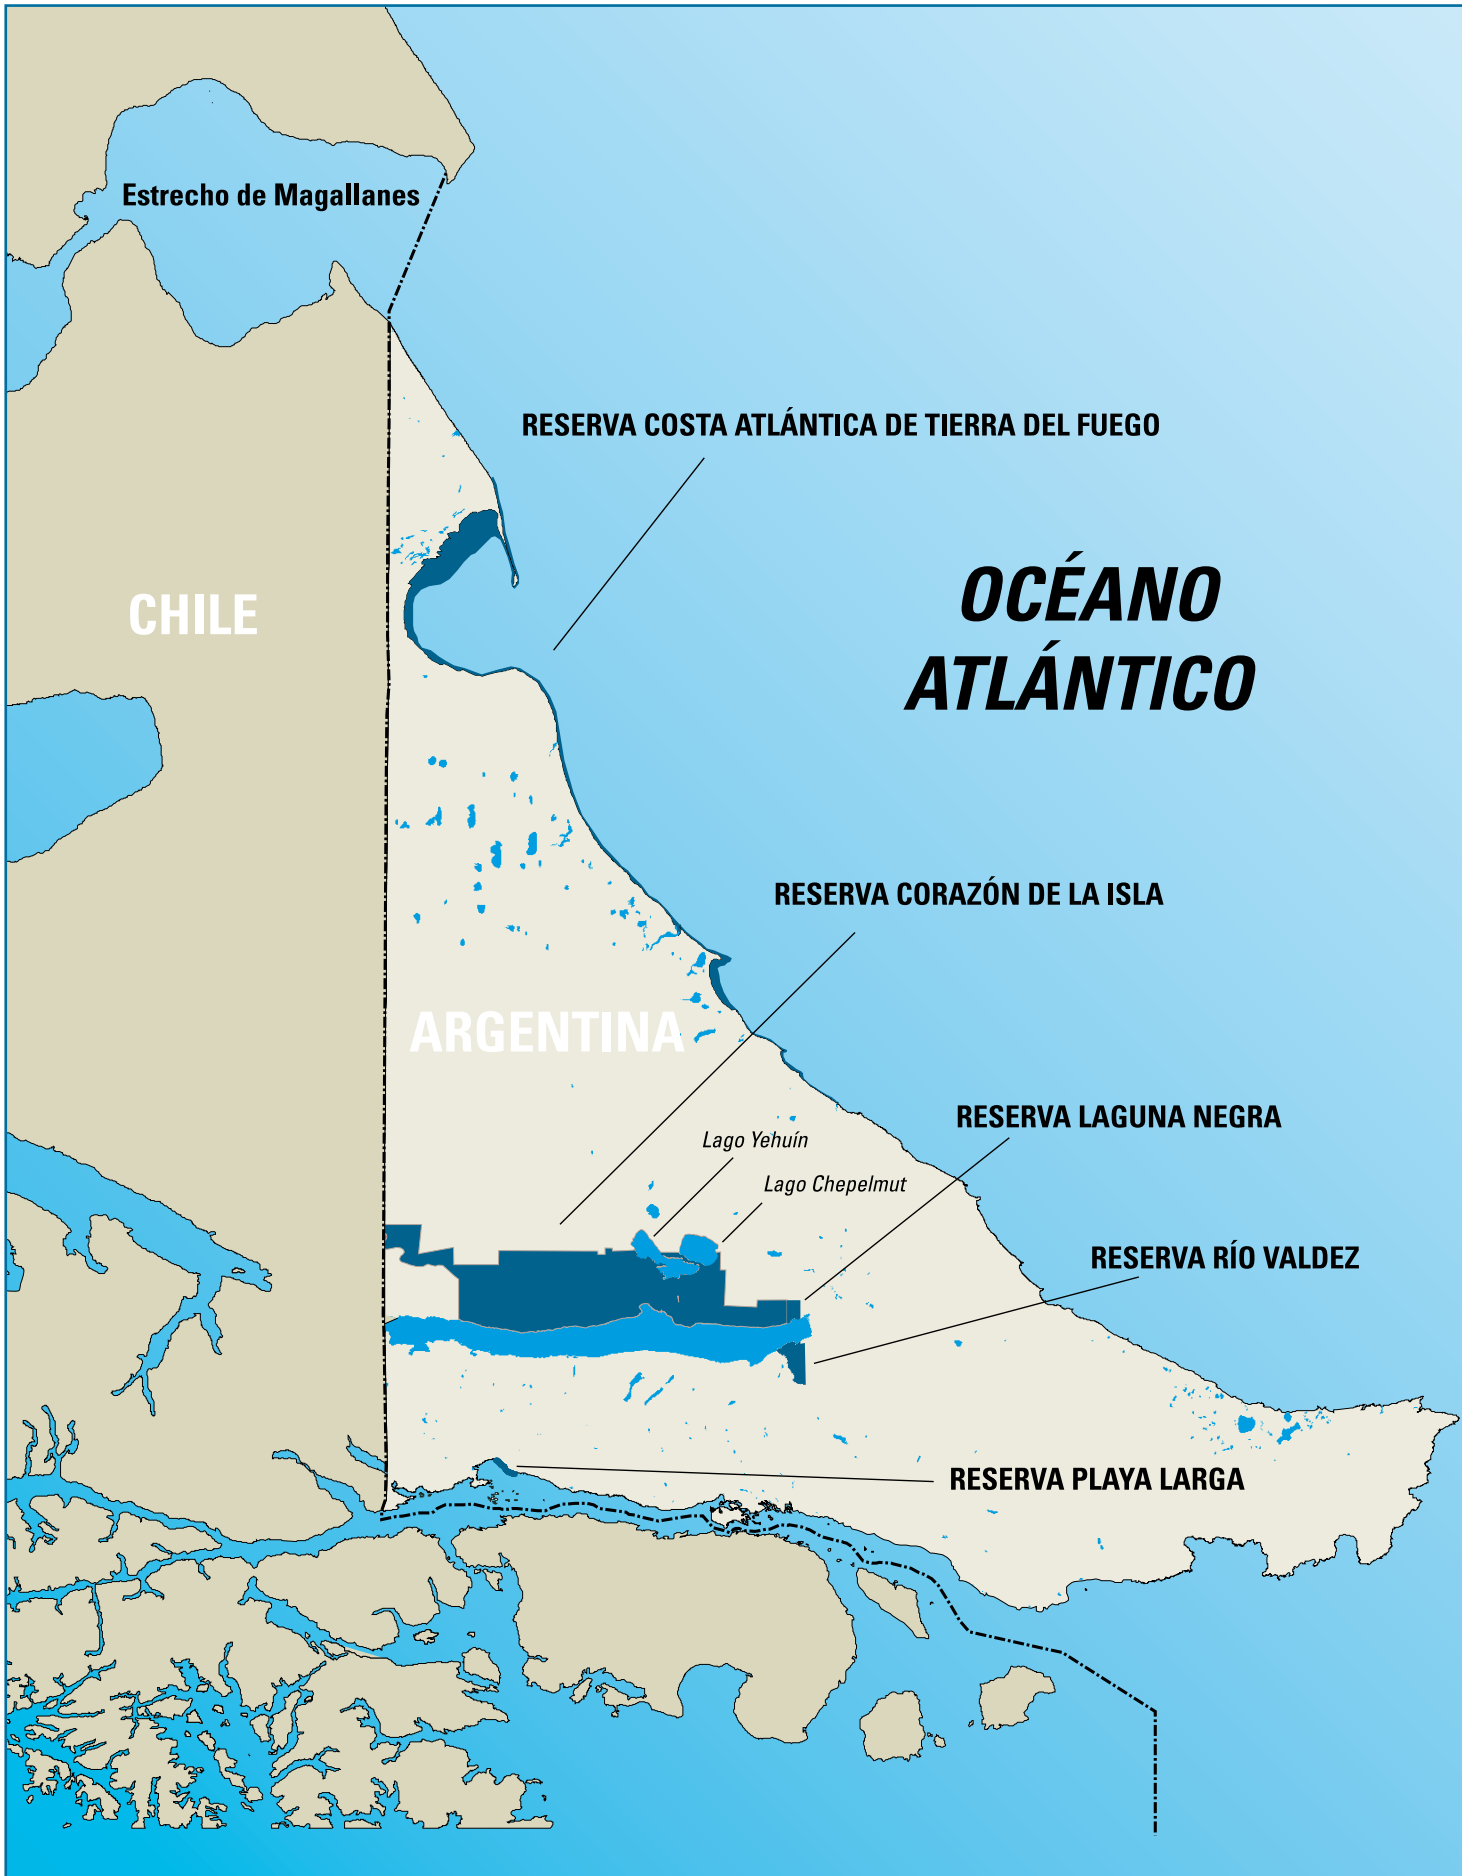 Estrecho de Magallanes
RESERVA COSTA ATLÁNTICA DE TIERRA DEL FUEGO
OCÉANO
ATLÁNTICO
CHILE
RESERVA CORAZÓN DE LA ISLA
ARGENTINA
RESERVA LAGUNA NEGRA
Lago Yehuín
Lago Chepelmut
RESERVA RÍO VALDEZ
RESERVA PLAYA LARGA